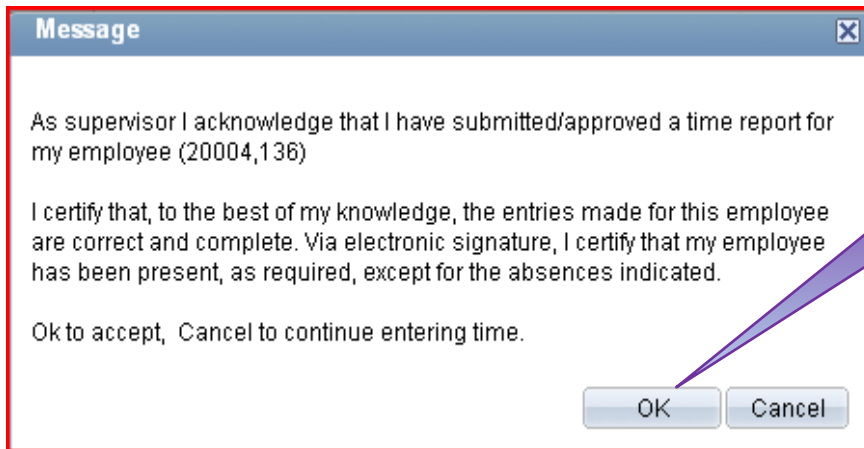 Message
As supervisor I acknowledge that I have submitted/approved a time report for
my employee (20004,136)
I certify that, to the best of my knowledge, the entries made for this employee
are correct and complete. Via electronic signature, I certify that my employee
has been present, as required, except for the absences indicated.
Ok to accept, Cancel to continue entering time.
OK Cancel